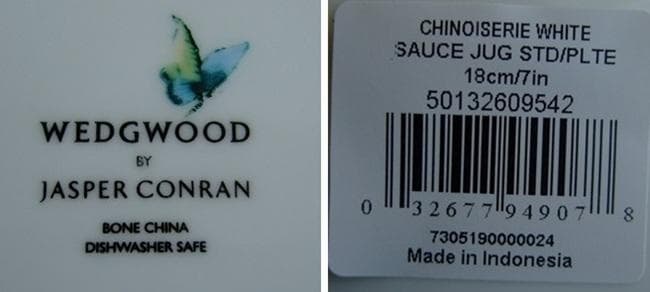 WEDGWOOD
BY
JASPER CONRAN
BONE CHINA
DISHWASHER SAFE
CHINOISERIE WHITE
SAUCE JUG STD/PLTE
18cm/7in
50132609542
0 32677 94907 8
7305190000024
Made in Indonesia